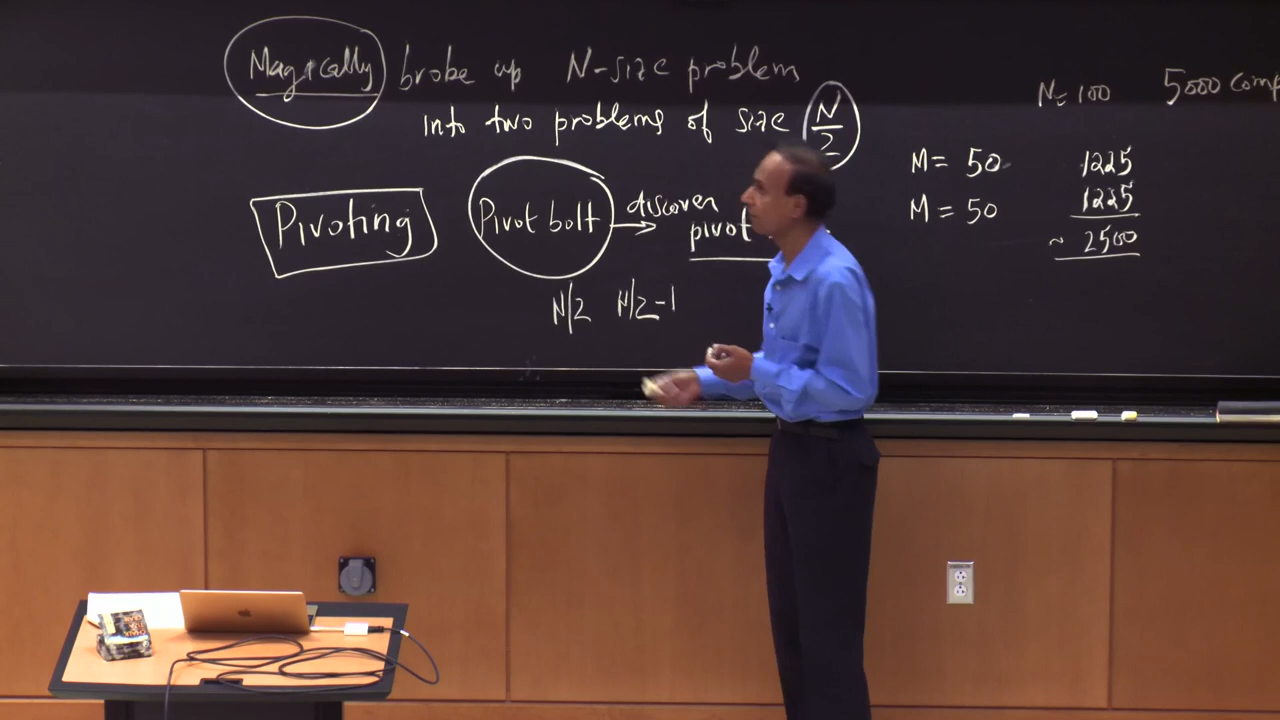 Magically broke up N-size problem
into two problems of size N/2
Pivoting
Pivot bolt → discover pivot
N/2 N/2-1
N= 100 5000 comp
M= 50 1225
M= 50 1225
~ 2500